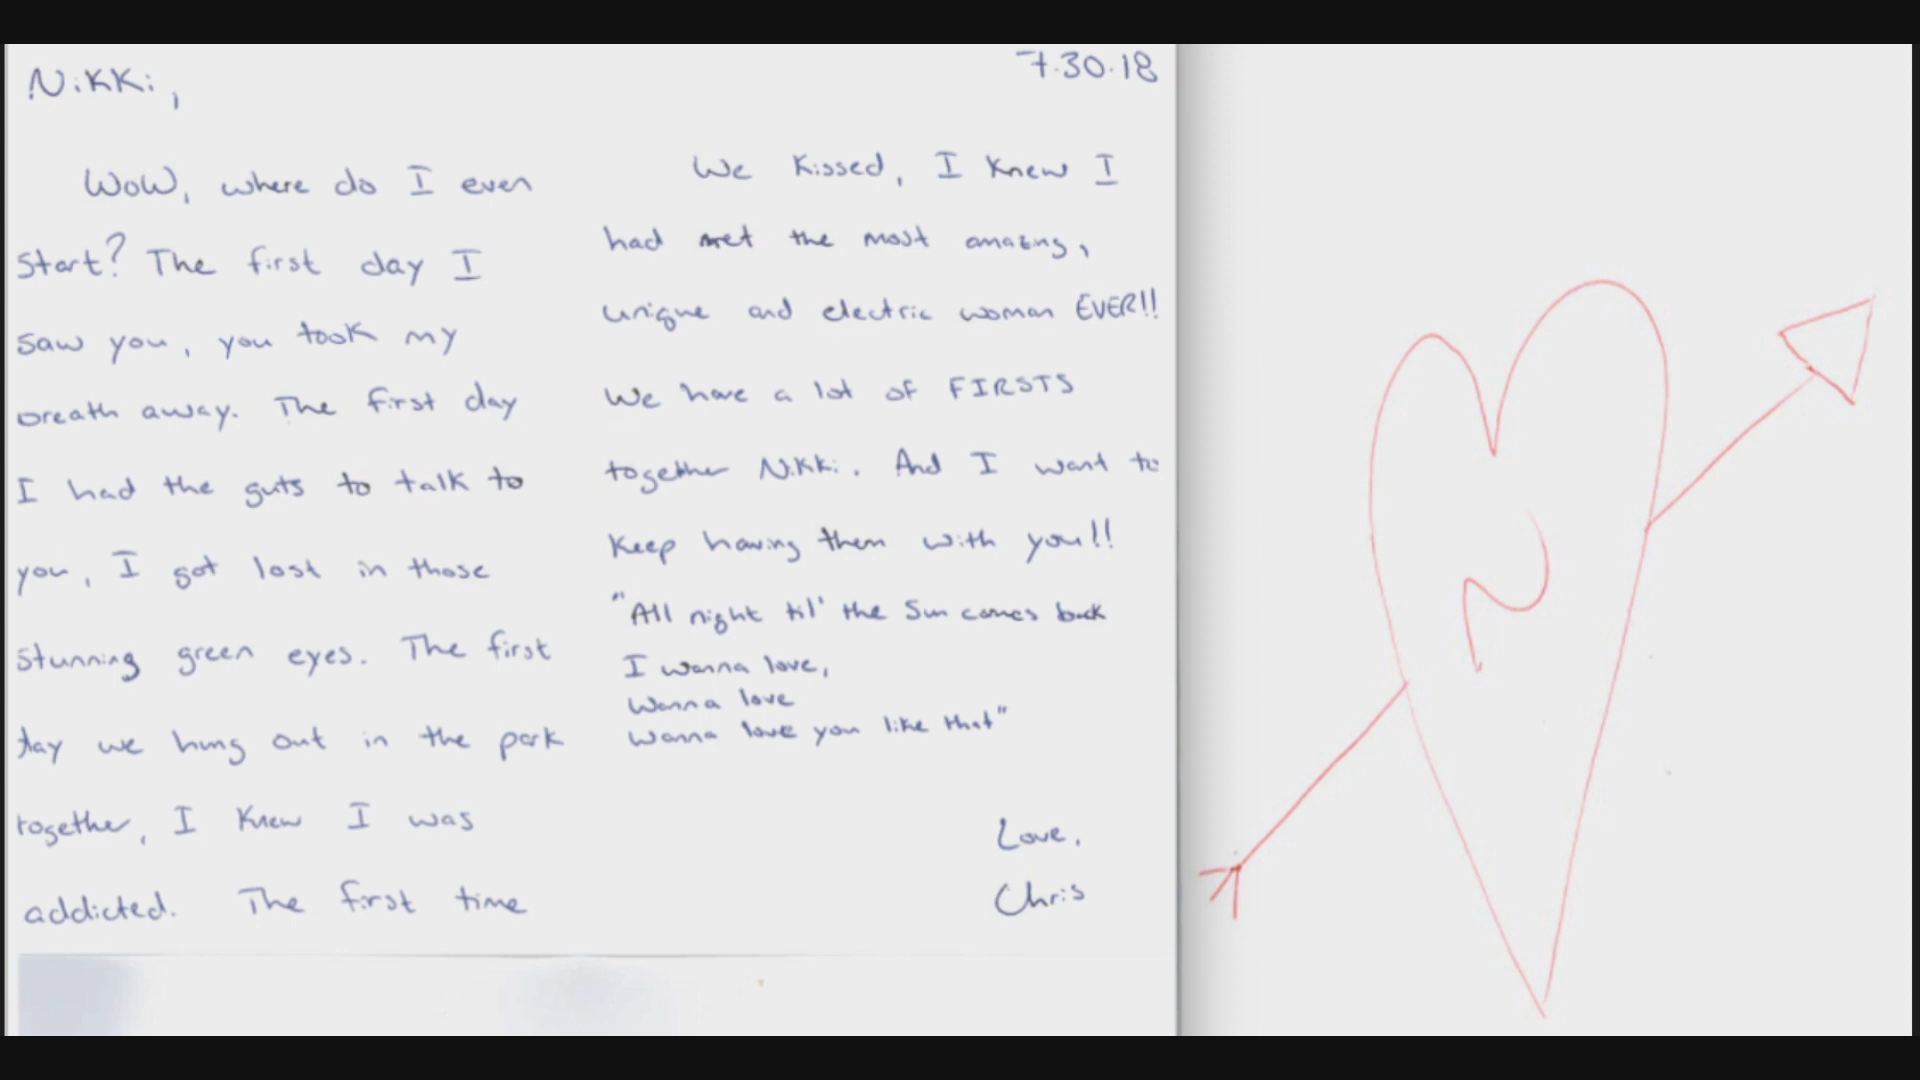 Nikki,
7.30.18
WoW, where do I even
start? The first day I
saw you, you took my
breath away. The first day
I had the guts to talk to
you, I got lost in those
stunning green eyes. The first
day we hung out in the park
together, I knew I was
addicted. The first time
We kissed, I knew I
had met the most amazing,
unique and electric woman EVER!!
We have a lot of FIRSTS
together Nikki. And I want to
keep having them with you!!
"All night til' the sun comes back
I wanna love,
Wanna love
Wanna love you like that"
Love,
Chris
N